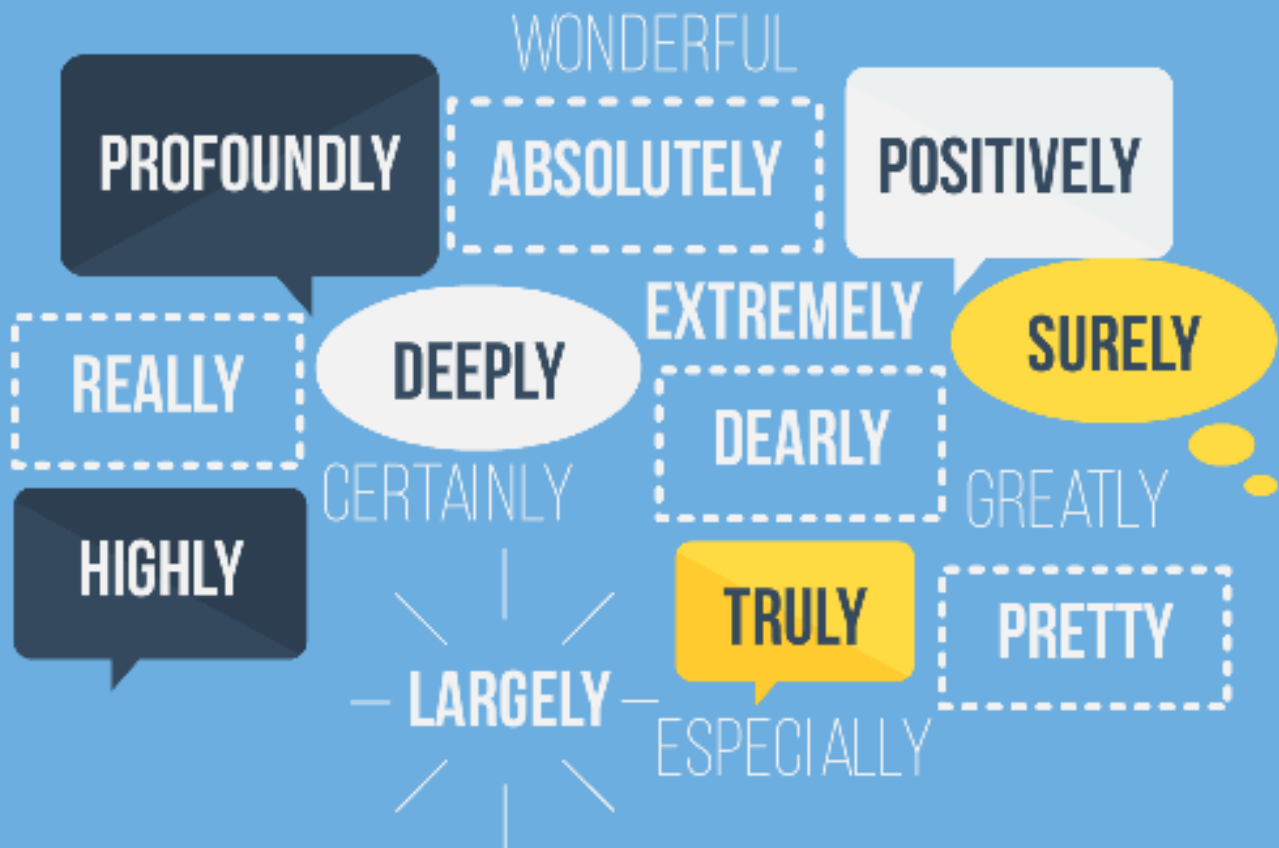 WONDERFUL
PROFOUNDLY
ABSOLUTELY
POSITIVELY
EXTREMELY
SURELY
REALLY
DEEPLY
DEARLY
CERTAINLY
GREATLY
HIGHLY
TRULY
PRETTY
LARGELY
ESPECIALLY